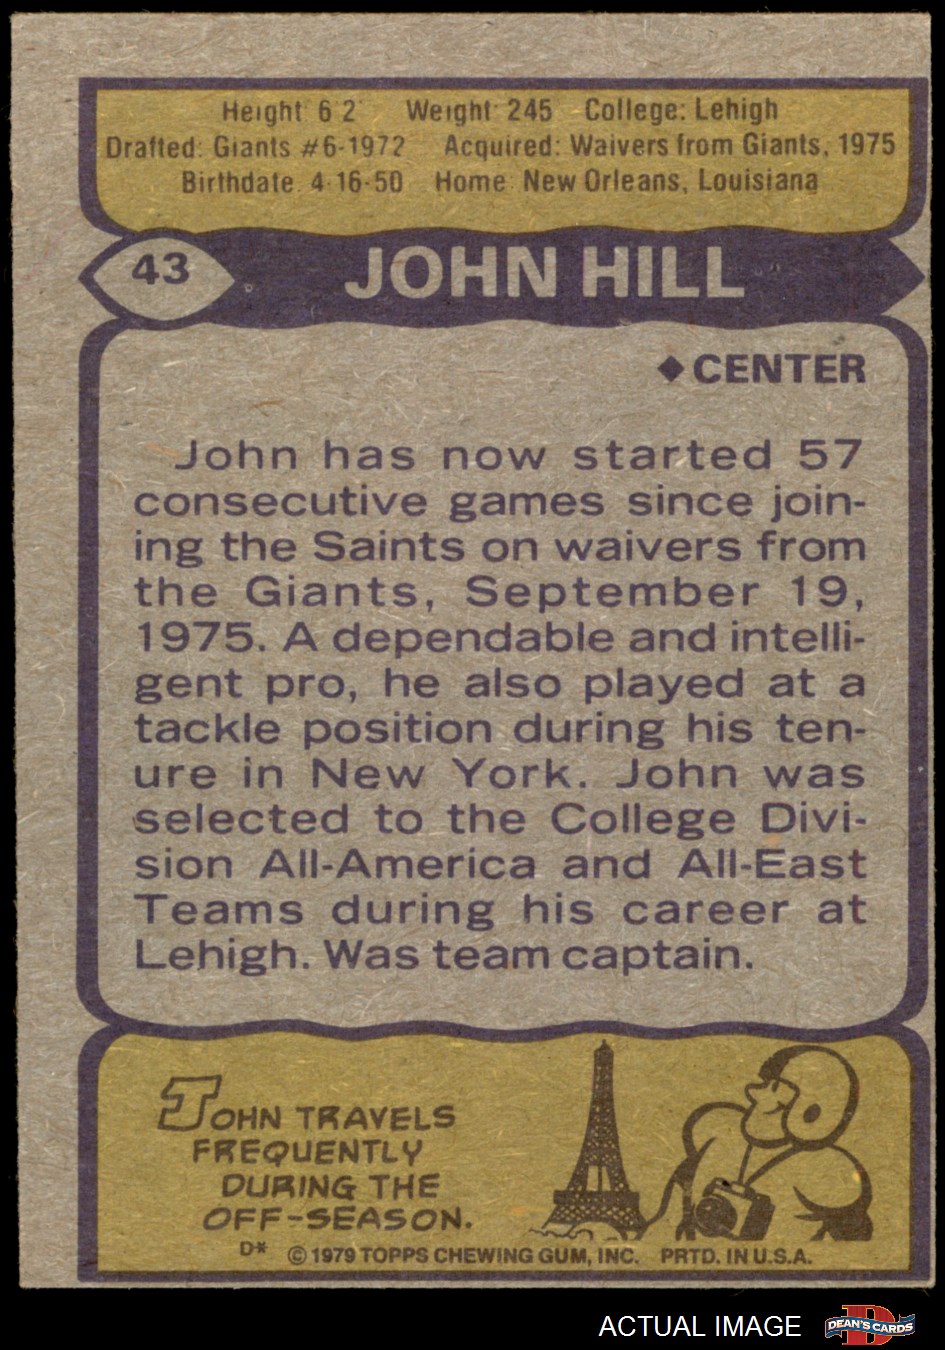 Height 6 2 Weight 245 College: Lehigh
Drafted: Giants #6-1972 Acquired: Waivers from Giants, 1975
Birthdate 4-16-50 Home New Orleans, Louisiana
43 JOHN HILL
◆CENTER
John has now started 57
consecutive games since join-
ing the Saints on waivers from
the Giants, September 19,
1975. A dependable and intelli-
gent pro, he also played at a
tackle position during his ten-
ure in New York. John was
selected to the College Divi-
sion All-America and All-East
Teams during his career at
Lehigh. Was team captain.
JOHN TRAVELS
FREQUENTLY
DURING THE
OFF-SEASON.
D* © 1979 TOPPS CHEWING GUM, INC. PRTD. IN U.S.A.
ACTUAL IMAGE D DEAN'S CARDS